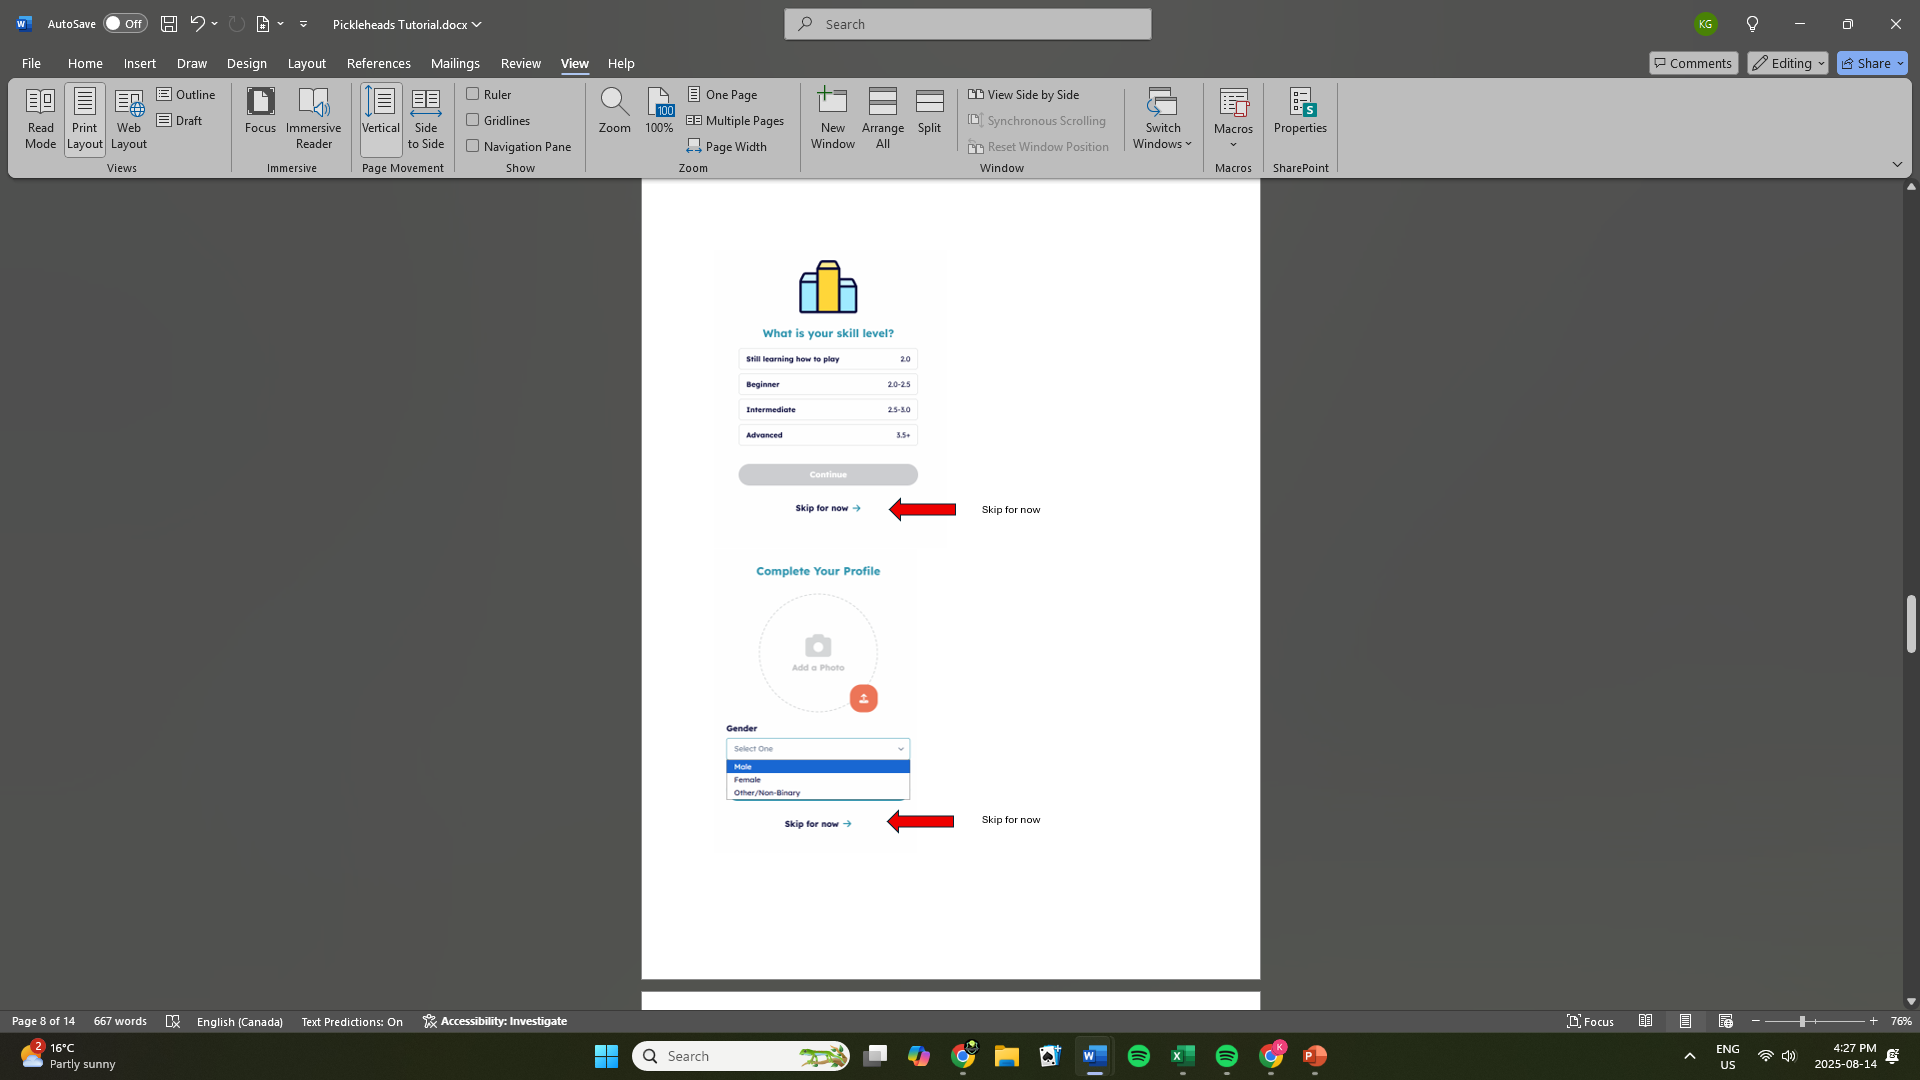 AutoSave Off Pickleheads Tutorial.docx Search KG
File Home Insert Draw Design Layout References Mailings Review View Help Comments Editing Share
Read Mode
Print Layout
Web Layout
Outline
Draft
Views
Focus
Immersive Reader
Immersive
Vertical
Side to Side
Page Movement
Ruler
Gridlines
Navigation Pane
Show
Zoom
100
100%
One Page
Multiple Pages
Page Width
Zoom
New Window
Arrange All
Split
View Side by Side
Synchronous Scrolling
Reset Window Position
Switch Windows
Window
Macros
Macros
Properties
SharePoint
What is your skill level?
Still learning how to play 2.0
Beginner 2.0-2.5
Intermediate 2.5-3.0
Advanced 3.5+
Continue
Skip for now → Skip for now
Complete Your Profile
Add a Photo
Gender
Select One
Male
Female
Other/Non-Binary
Skip for now → Skip for now
Page 8 of 14 667 words English (Canada) Text Predictions: On Accessibility: Investigate Focus 76%
2 16°C
Partly sunny
Search
K
ENG
US
4:27 PM
2025-08-14